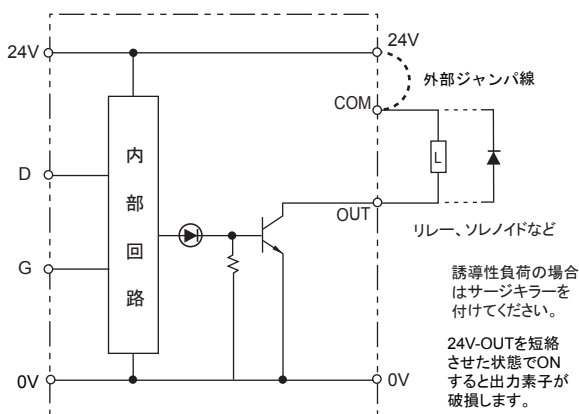 24V
24V
外部ジャンパ線
COM
内部回路
L
D
OUT
リレー、ソレノイドなど
G
誘導性負荷の場合
はサージキラーを
付けてください。
24V-OUTを短絡
させた状態でON
すると出力素子が
破損します。
0V
0V